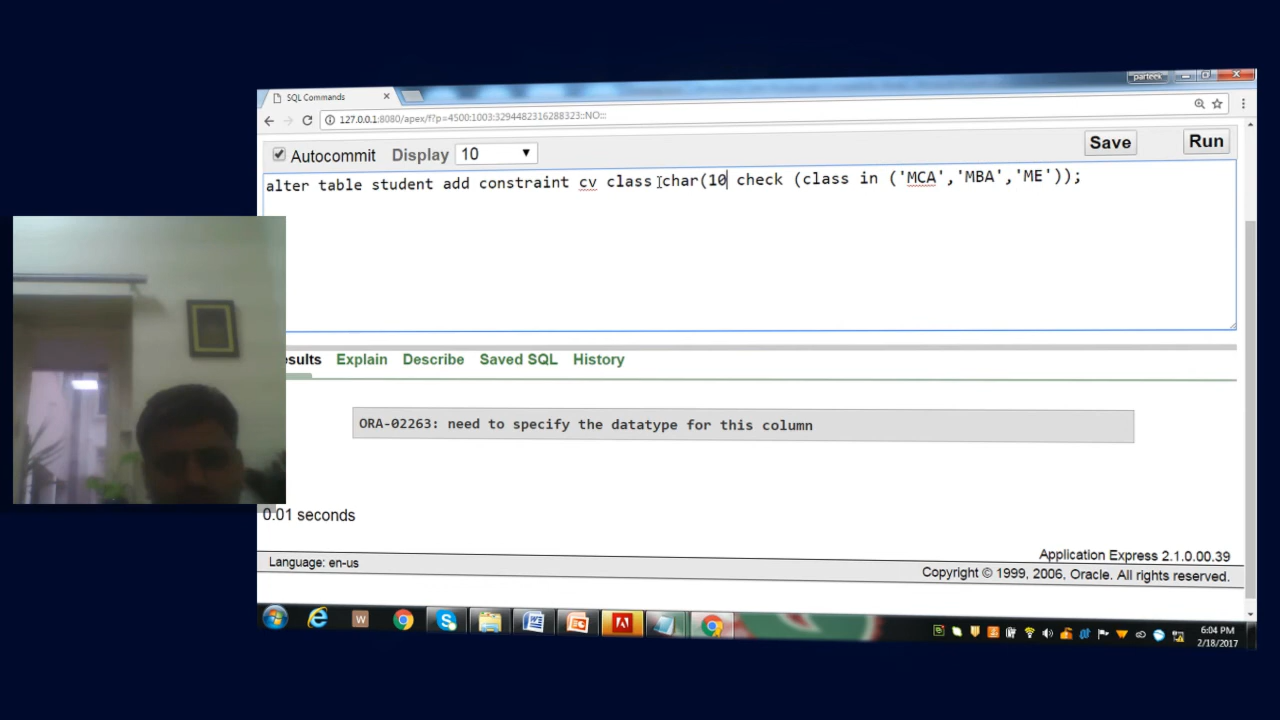 parteek
SQL Commands
127.0.0.1:8080/apex/f?p=4500:1003:3294482316288323::NO:::
Autocommit Display 10 Save Run
alter table student add constraint cv class char(10 check (class in ('MCA','MBA','ME'));
sults Explain Describe Saved SQL History
ORA-02263: need to specify the datatype for this column
0.01 seconds
Application Express 2.1.0.00.39
Language: en-us
Copyright © 1999, 2006, Oracle. All rights reserved.
6:04 PM
2/18/2017